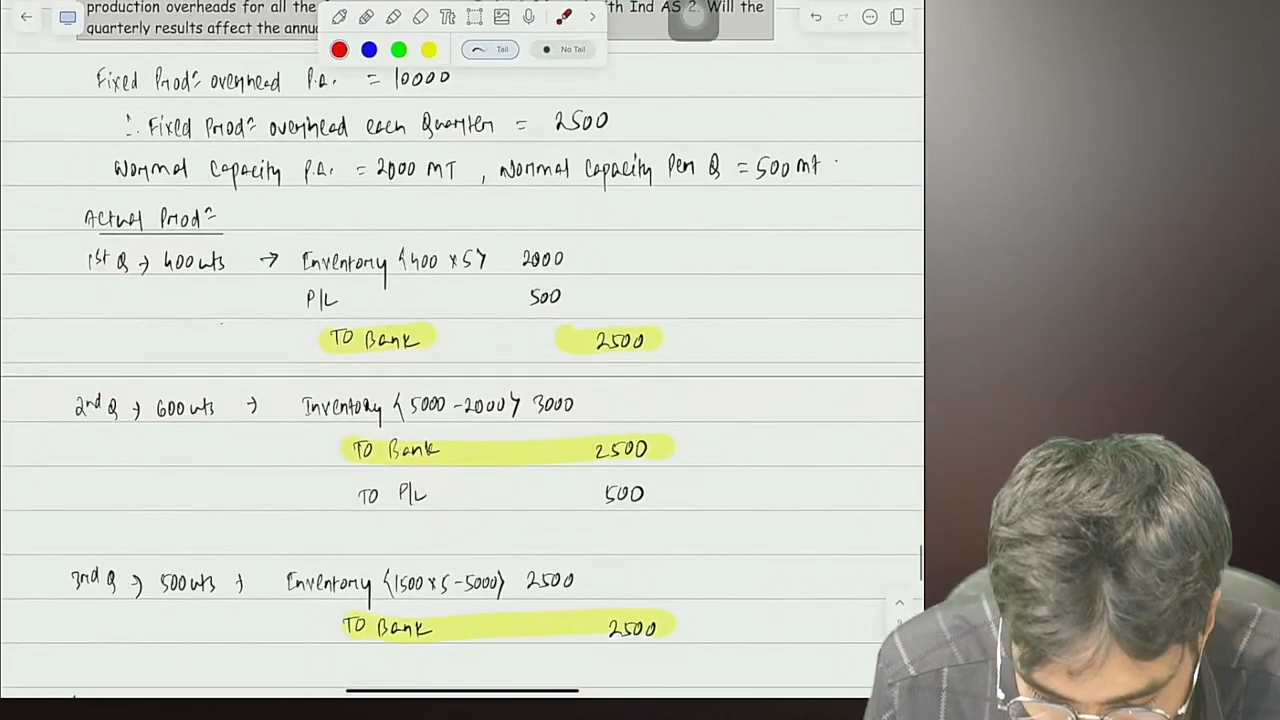 production overheads for all the
th Ind AS 2. Will the
quarterly results affect the annua
Tail
No Tail
Fixed Prodⁿ overhead P.a. = 10000
∴ Fixed Prodⁿ overhead each Quarter = 2500
Normal Capacity P.a. = 2000 MT , Normal Capacity Per Q = 500 mt
Actual Prodⁿ
1st Q → 400 uts → Inventory {400 x 5} 2000
P/L 500
TO Bank 2500
2nd Q → 600 uts → Inventory {5000 - 2000} 3000
TO Bank 2500
TO P/L 500
3rd Q → 500 uts → Inventory {1500 x 5 - 5000} 2500
TO Bank 2500